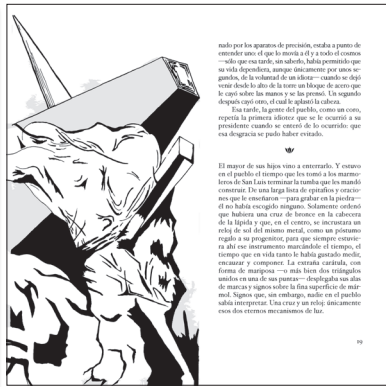 nado por los aparatos de precisión, estaba a punto de
entender uno: el que lo movía a él y a todo el cosmos
—sólo que esa tarde, sin saberlo, había permitido que
su vida dependiera, aunque únicamente por unos se-
gundos, de la voluntad de un idiota— cuando se dejó
venir desde lo alto de la torre un bloque de acero que
le cayó sobre las manos y se las prensó. Un segundo
después cayó otro, el cual le aplastó la cabeza.
Esa tarde, la gente del pueblo, como un coro,
repetía la primera idiotez que se le ocurrió a su
presidente cuando se enteró de lo ocurrido: que
esa desgracia se pudo haber evitado.
El mayor de sus hijos vino a enterrarlo. Y estuvo
en el pueblo el tiempo que les tomó a los marmo-
leros de San Luis terminar la tumba que les mandó
construir. De una larga lista de epitafios y oracio-
nes que le enseñaron —para grabar en la piedra—
él no había escogido ninguno. Solamente ordenó
que hubiera una cruz de bronce en la cabecera
de la lápida y que, en el centro, se incrustara un
reloj de sol del mismo metal, como un póstumo
regalo a su progenitor, para que siempre estuvie-
ra ahí ese instrumento marcándole el tiempo, el
tiempo que en vida tanto le había gustado medir,
encauzar y componer. La extraña carátula, con
forma de mariposa —o más bien dos triángulos
unidos en una de sus puntas— desplegaba sus alas
de marcas y signos sobre la fina superficie de már-
mol. Signos que, sin embargo, nadie en el pueblo
sabía interpretar. Una cruz y un reloj: únicamente
esos dos eternos mecanismos de luz.
19